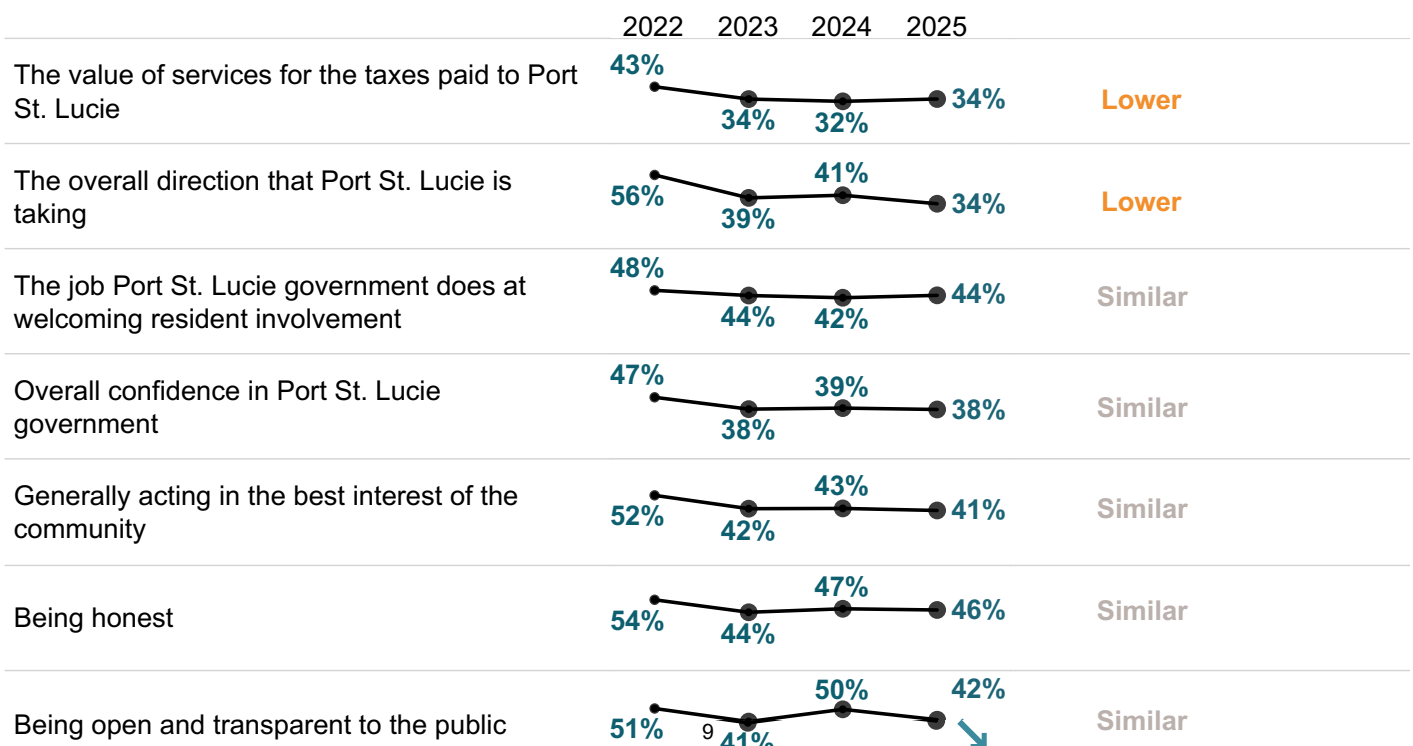 2022 2023 2024 2025
The value of services for the taxes paid to Port
St. Lucie
43%
34%
32%
34%
Lower
The overall direction that Port St. Lucie is
taking
56%
39%
41%
34%
Lower
The job Port St. Lucie government does at
welcoming resident involvement
48%
44%
42%
44%
Similar
Overall confidence in Port St. Lucie
government
47%
38%
39%
38%
Similar
Generally acting in the best interest of the
community
52%
42%
43%
41%
Similar
Being honest
54%
44%
47%
46%
Similar
Being open and transparent to the public
51%
41%
50%
42%
Similar
9